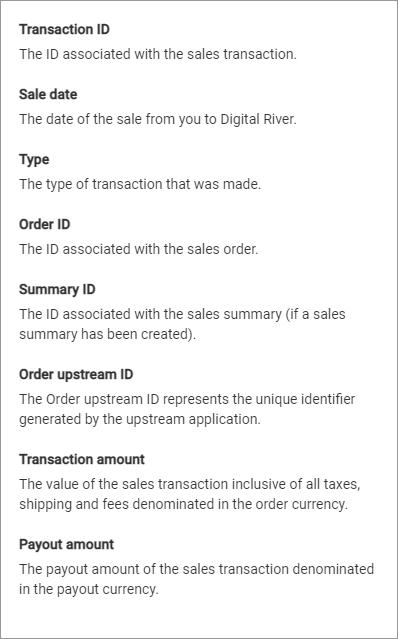 Transaction ID
The ID associated with the sales transaction.
Sale date
The date of the sale from you to Digital River.
Type
The type of transaction that was made.
Order ID
The ID associated with the sales order.
Summary ID
The ID associated with the sales summary (if a sales
summary has been created).
Order upstream ID
The Order upstream ID represents the unique identifier
generated by the upstream application.
Transaction amount
The value of the sales transaction inclusive of all taxes,
shipping and fees denominated in the order currency.
Payout amount
The payout amount of the sales transaction denominated
in the payout currency.